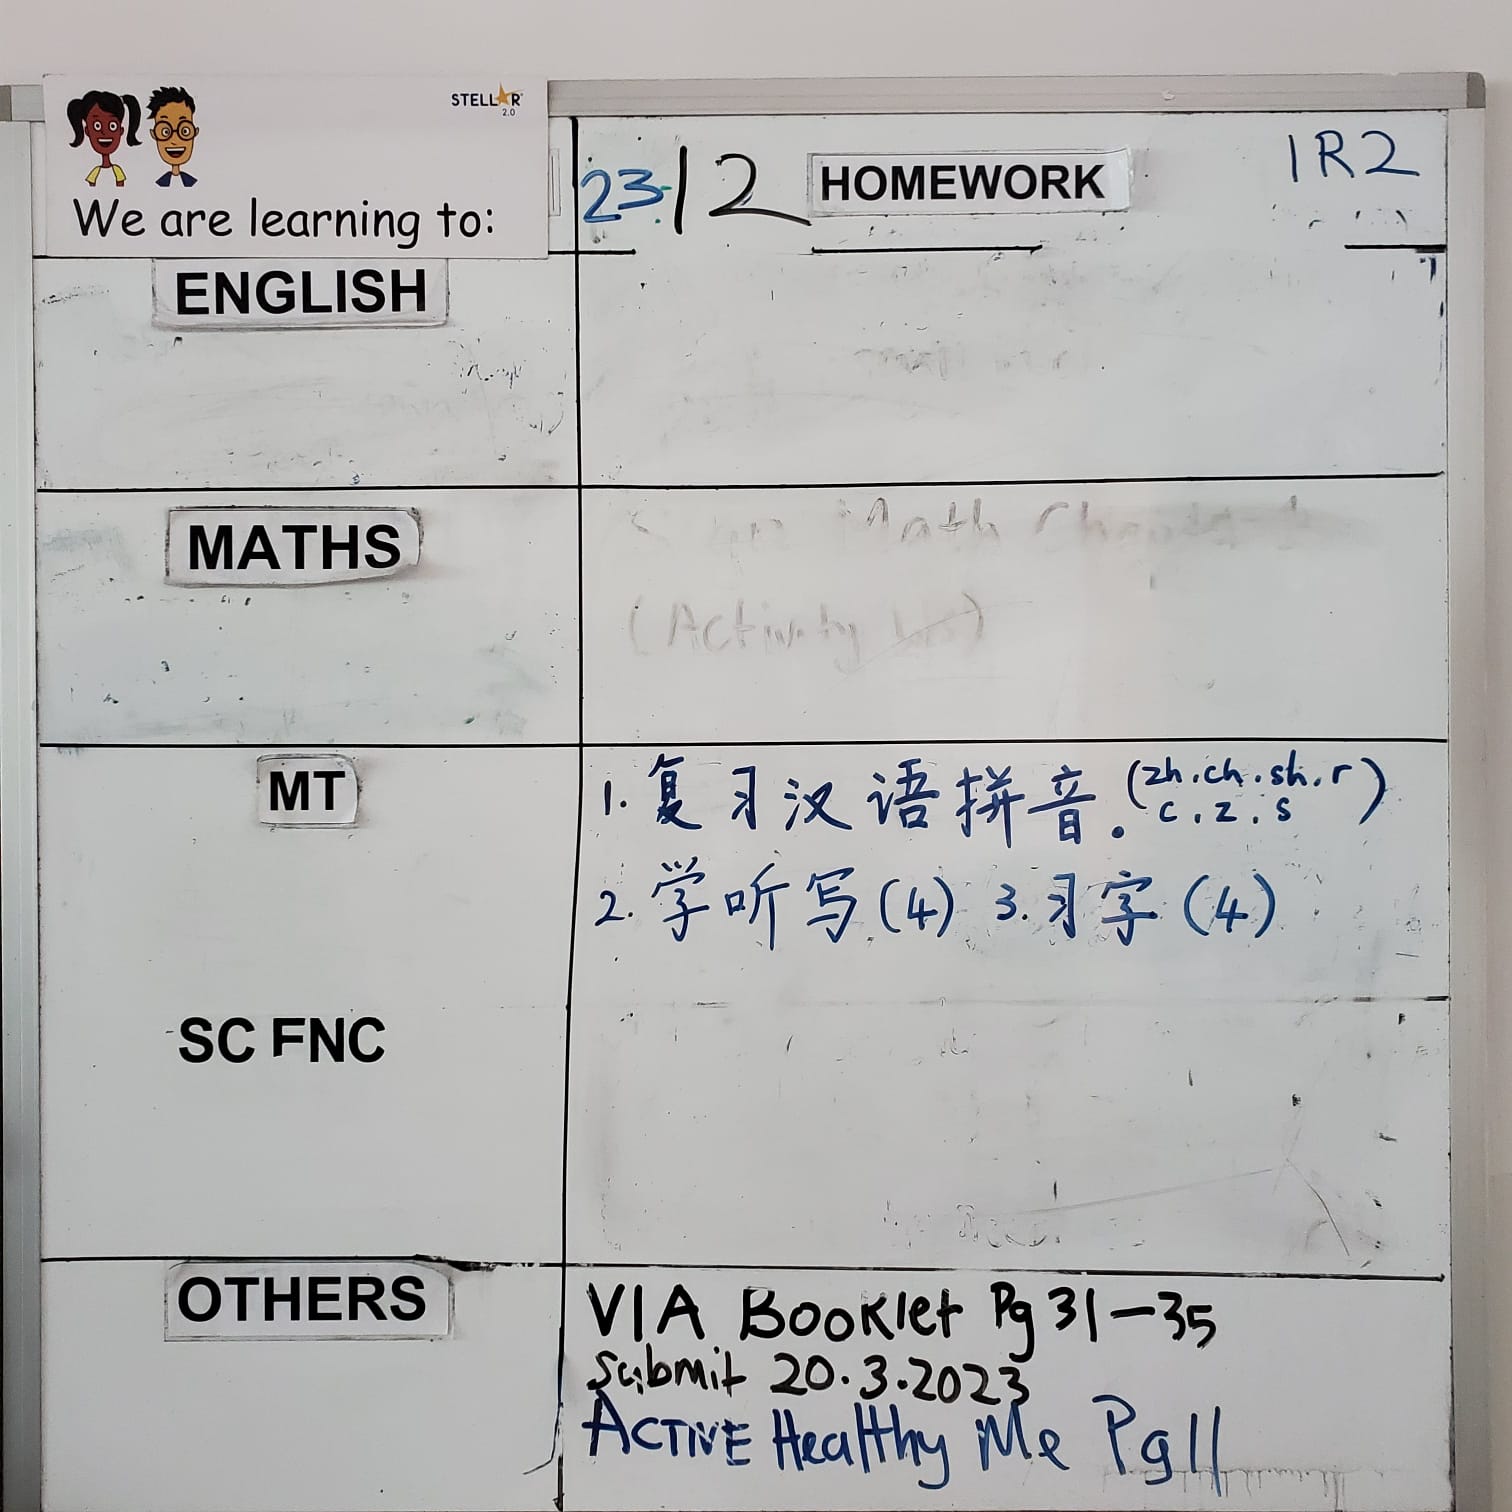 STELLAR 2.0
We are learning to:
23/2 HOMEWORK 1R2
ENGLISH
MATHS
Math
(Activity
MT
1. 复习汉语拼音。(zh.ch.sh.r
c.z.s)
2. 学听写(4) 3. 习字(4)
SC FNC
OTHERS
VIA Booklet Pg 31-35
Submit 20.3.2023
ACTIVE Healthy Me Pg 11